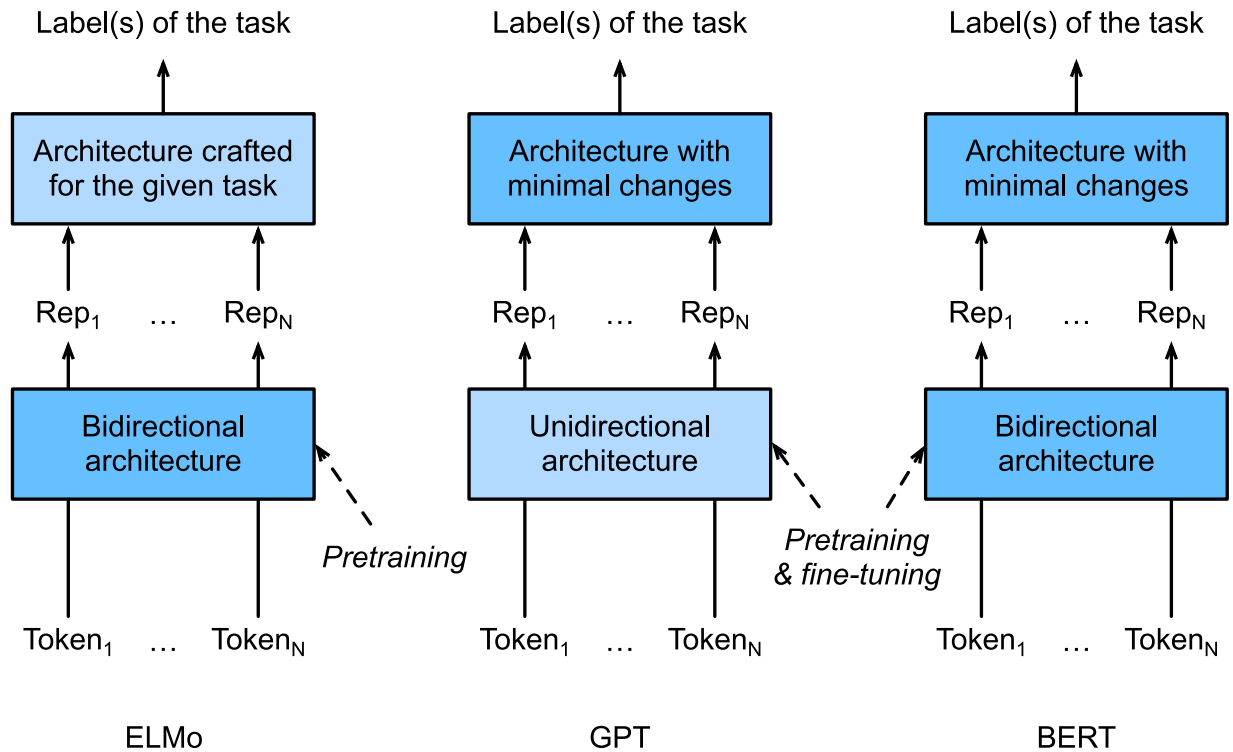 Label(s) of the task
Label(s) of the task
Label(s) of the task
Architecture crafted
for the given task
Architecture with
minimal changes
Architecture with
minimal changes
Rep₁ … Repₙ
Rep₁ … Repₙ
Rep₁ … Repₙ
Bidirectional
architecture
Unidirectional
architecture
Bidirectional
architecture
Pretraining
Pretraining
& fine-tuning
Token₁ … Tokenₙ
Token₁ … Tokenₙ
Token₁ … Tokenₙ
ELMo
GPT
BERT